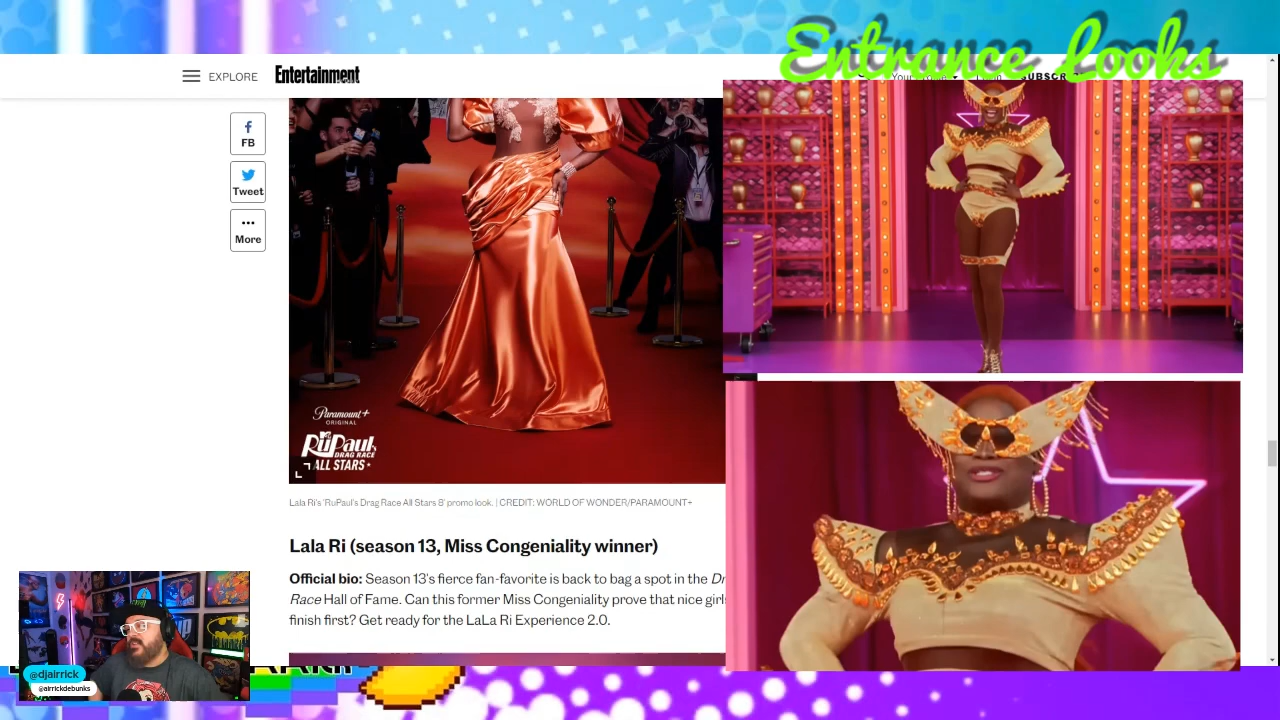 Entrance Looks
EXPLORE
Entertainment
FB
Tweet
More
Paramount+
ORIGINAL
RuPaul's
DRAG RACE
ALL STARS
Lala Ri's 'RuPaul's Drag Race All Stars 8' promo look. | CREDIT: WORLD OF WONDER/PARAMOUNT+
Lala Ri (season 13, Miss Congeniality winner)
Official bio: Season 13's fierce fan-favorite is back to bag a spot in the Dr
Race Hall of Fame. Can this former Miss Congeniality prove that nice girls
finish first? Get ready for the LaLa Ri Experience 2.0.
@djairrick
@airrickdebunks